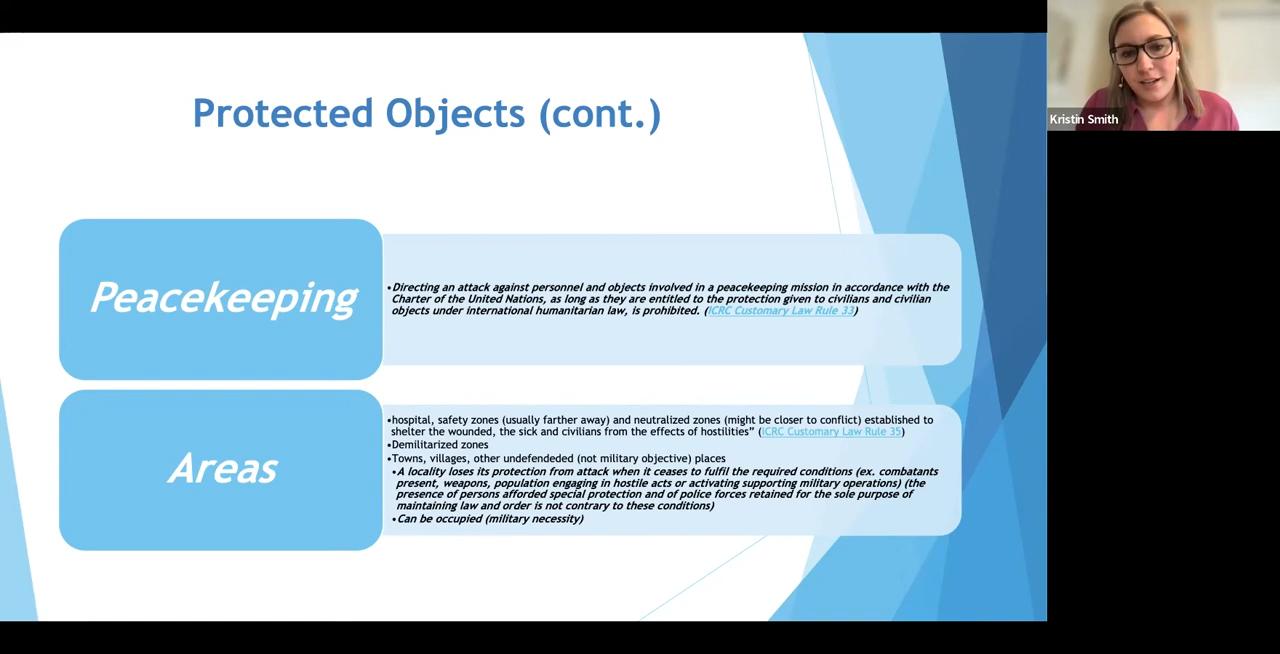 Protected Objects (cont.)
Kristin Smith
Peacekeeping
•Directing an attack against personnel and objects involved in a peacekeeping mission in accordance with the
Charter of the United Nations, as long as they are entitled to the protection given to civilians and civilian
objects under international humanitarian law, is prohibited. (ICRC Customary Law Rule 33)
Areas
•hospital, safety zones (usually farther away) and neutralized zones (might be closer to conflict) established to
shelter the wounded, the sick and civilians from the effects of hostilities” (ICRC Customary Law Rule 35)
•Demilitarized zones
•Towns, villages, other undefendeded (not military objective) places
•A locality loses its protection from attack when it ceases to fulfil the required conditions (ex. combatants
present, weapons, population engaging in hostile acts or activating supporting military operations) (the
presence of persons afforded special protection and of police forces retained for the sole purpose of
maintaining law and order is not contrary to these conditions)
•Can be occupied (military necessity)